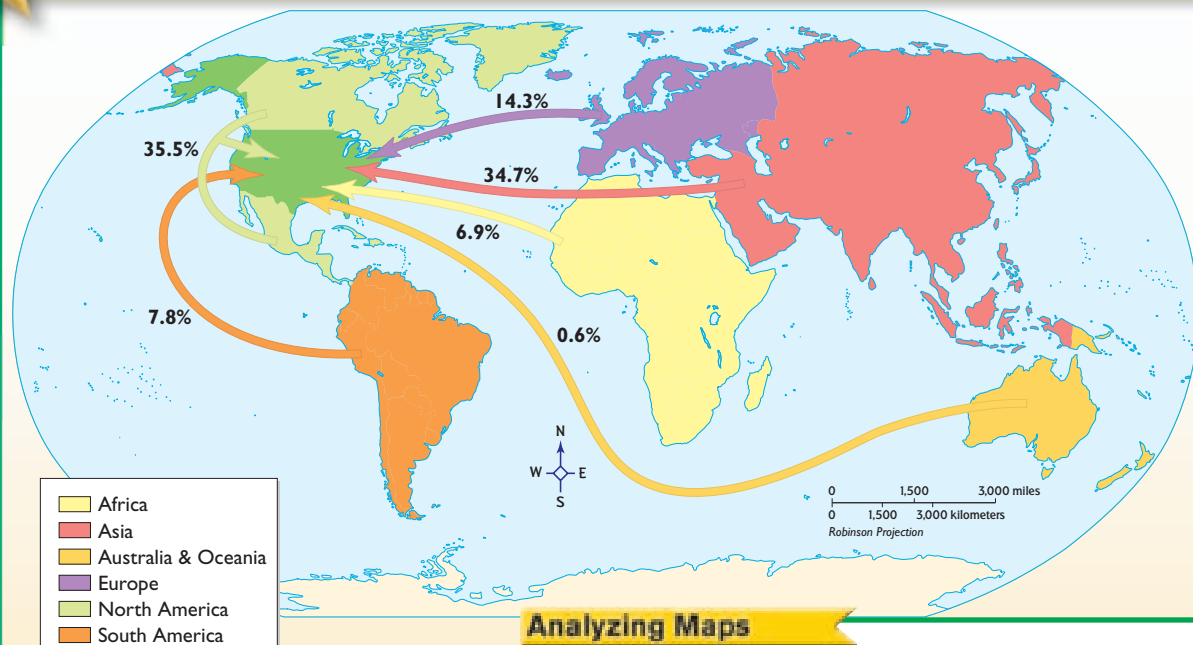 14.3%
35.5%
34.7%
6.9%
7.8%
0.6%
N
W E
S
0 1,500 3,000 miles
0 1,500 3,000 kilometers
Robinson Projection
Africa
Asia
Australia & Oceania
Europe
North America
South America
Analyzing Maps